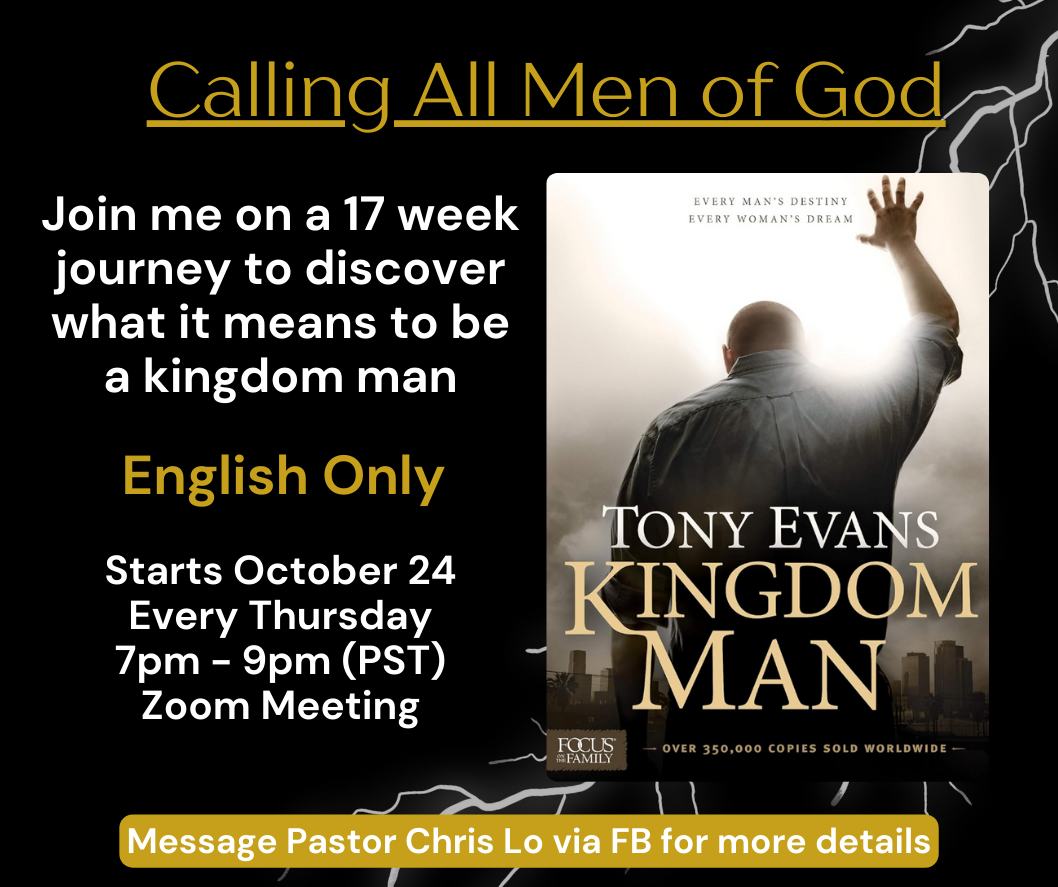 Calling All Men of God
Join me on a 17 week
journey to discover
what it means to be
a kingdom man
English Only
Starts October 24
Every Thursday
7pm – 9pm (PST)
Zoom Meeting
EVERY MAN'S DESTINY
EVERY WOMAN'S DREAM
TONY EVANS
KINGDOM
MAN
FOCUS
ON THE FAMILY
OVER 350,000 COPIES SOLD WORLDWIDE
Message Pastor Chris Lo via FB for more details